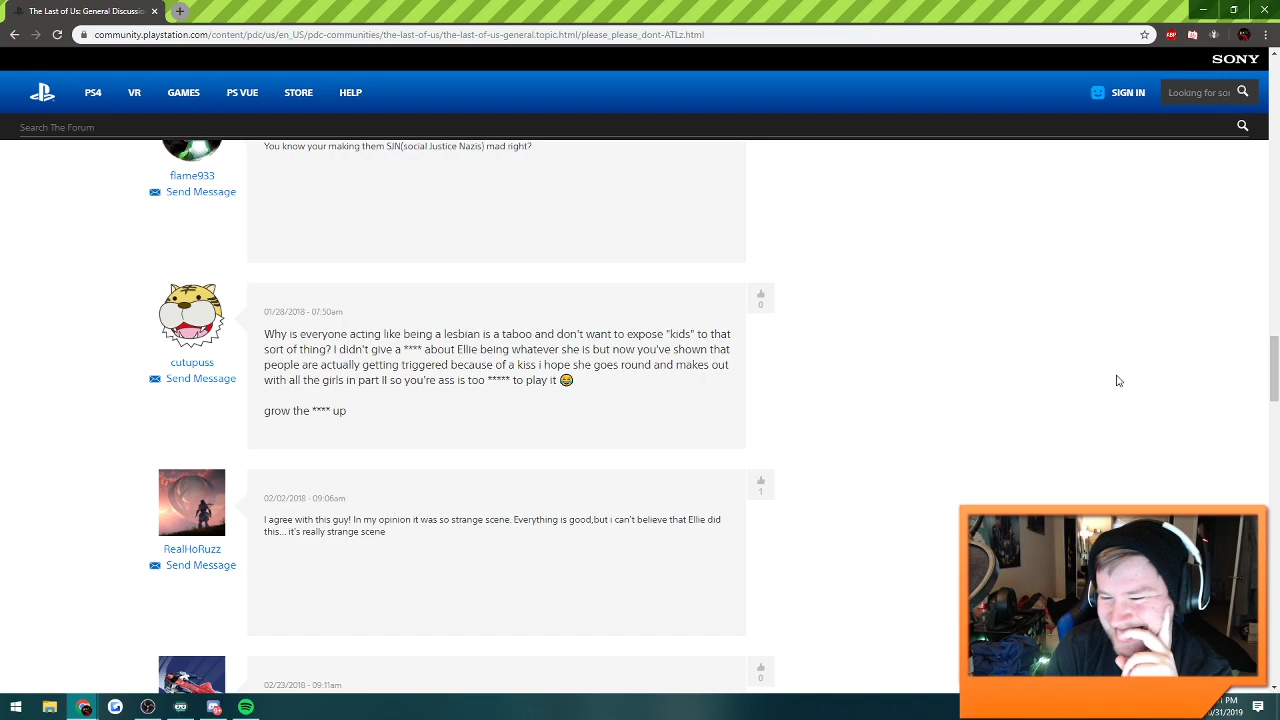 The Last of Us: General Discussio
community.playstation.com/content/pdc/us/en_US/pdc-communities/the-last-of-us/the-last-of-us-general.topic.html/please_please_dont-ATLz.html
SONY
PS4 VR GAMES PS VUE STORE HELP SIGN IN Looking for so
Search The Forum
You know your making them SJN(social Justice Nazis) mad right?
flame933
Send Message
0
01/28/2018 - 07:50am
Why is everyone acting like being a lesbian is a taboo and don't want to expose "kids" to that
sort of thing? I didn't give a **** about Ellie being whatever she is but now you've shown that
people are actually getting triggered because of a kiss i hope she goes round and makes out
with all the girls in part II so you're ass is too ***** to play it 😂
grow the **** up
cutupuss
Send Message
1
02/02/2018 - 09:06am
I agree with this guy! In my opinion it was so strange scene. Everything is good,but i can't believe that Ellie did
this... it's really strange scene
RealHoRuzz
Send Message
0
02/23/2018 - 09:11am
PM
/31/2019